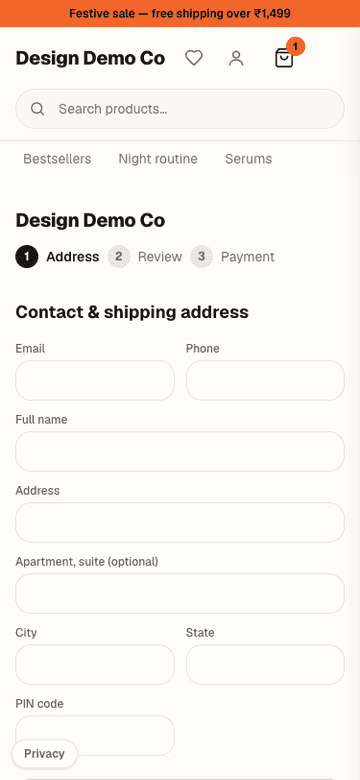 Festive sale — free shipping over ₹1,499
Design Demo Co
1
Search products…
Bestsellers Night routine Serums
Design Demo Co
1 Address 2 Review 3 Payment
Contact & shipping address
Email Phone
Full name
Address
Apartment, suite (optional)
City State
PIN code
Privacy